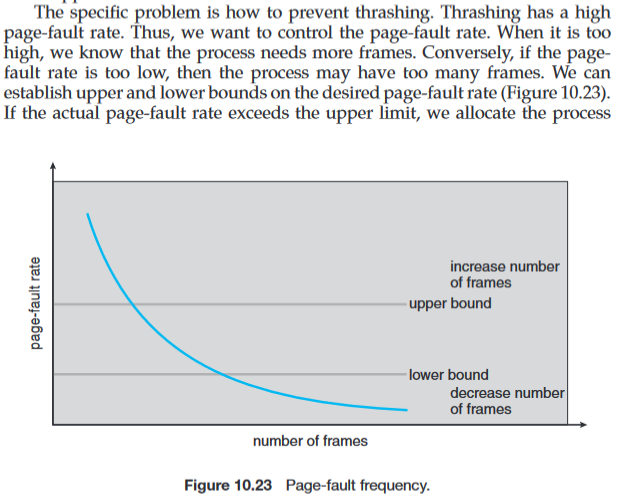 The specific problem is how to prevent thrashing. Thrashing has a high
page-fault rate. Thus, we want to control the page-fault rate. When it is too
high, we know that the process needs more frames. Conversely, if the page-
fault rate is too low, then the process may have too many frames. We can
establish upper and lower bounds on the desired page-fault rate (Figure 10.23).
If the actual page-fault rate exceeds the upper limit, we allocate the process
page-fault rate
increase number
of frames
upper bound
lower bound
decrease number
of frames
number of frames
Figure 10.23 Page-fault frequency.